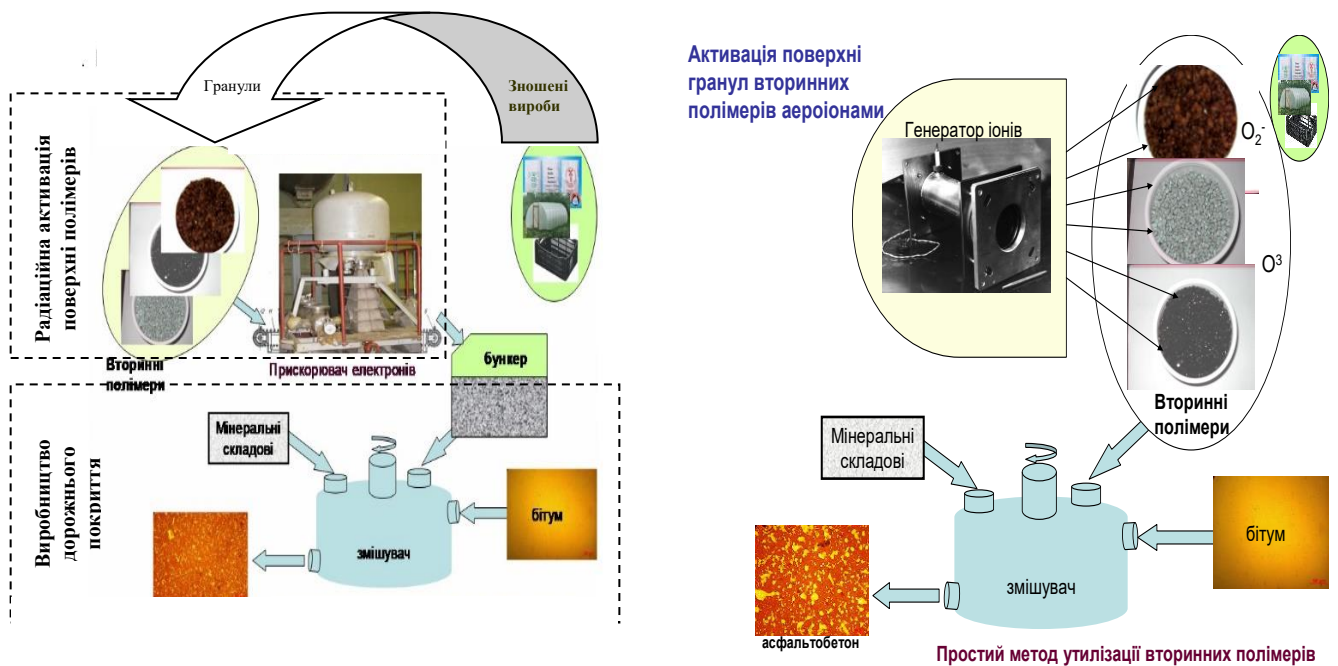 Гранули
Зношені
вироби
Радіаційна активація
поверхні полімерів
Вторинні
полімери
Прискорювач електронів
бункер
Виробництво
дорожнього
покриття
Мінеральні
складові
бітум
змішувач
Активація поверхні
гранул вторинних
полімерів аероіонами
Генератор іонів
O₂⁻
O³
Вторинні
полімери
Мінеральні
складові
бітум
змішувач
асфальтобетон
Простий метод утилізації вторинних полімерів